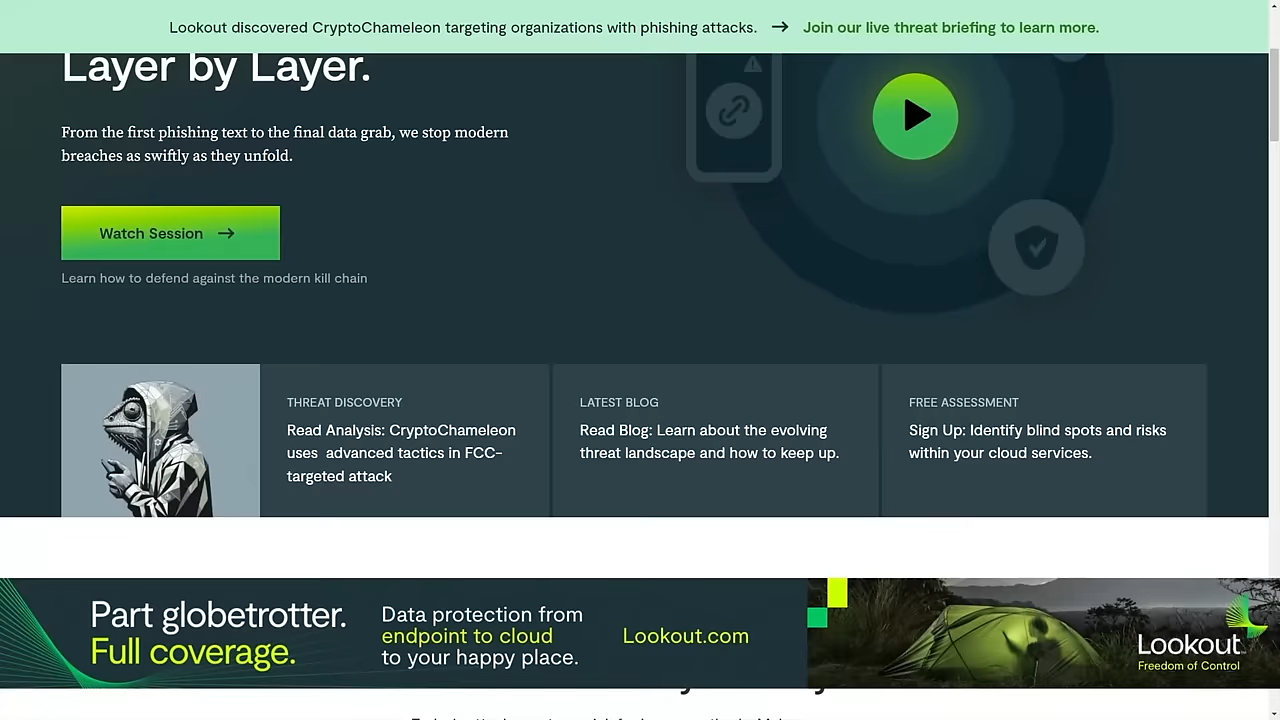 Lookout discovered CryptoChameleon targeting organizations with phishing attacks. → Join our live threat briefing to learn more.
Layer by Layer.
From the first phishing text to the final data grab, we stop modern
breaches as swiftly as they unfold.
Watch Session →
Learn how to defend against the modern kill chain
THREAT DISCOVERY
Read Analysis: CryptoChameleon
uses advanced tactics in FCC-
targeted attack
LATEST BLOG
Read Blog: Learn about the evolving
threat landscape and how to keep up.
FREE ASSESSMENT
Sign Up: Identify blind spots and risks
within your cloud services.
Part globetrotter.
Full coverage.
Data protection from
endpoint to cloud
to your happy place.
Lookout.com
Lookout
Freedom of Control